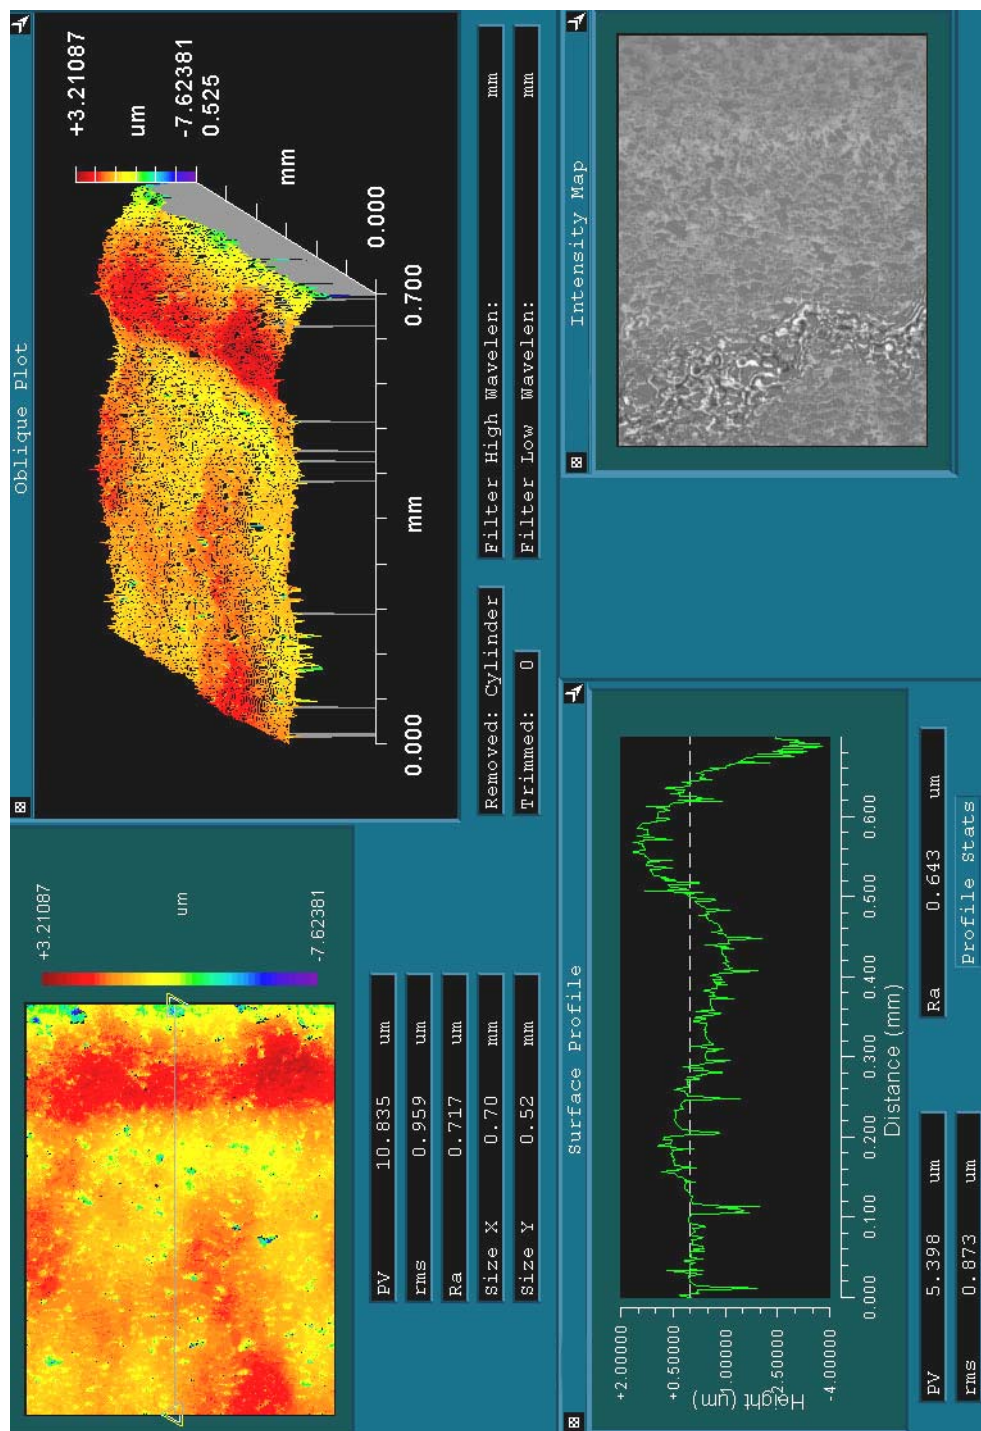 +3.21087
um
-7.62381
PV 10.835 um
rms 0.959 um
Ra 0.717 um
Size X 0.70 mm
Size Y 0.52 mm
Oblique Plot
+3.21087
um
-7.62381
0.525
mm
0.000
0.700
mm
0.000
Removed: Cylinder
Filter High Wavelen: mm
Trimmed: 0
Filter Low Wavelen: mm
Surface Profile
+2.00000
+0.50000
-1.00000
-2.50000
-4.00000
Height (µm)
0.000
0.100
0.200
0.300
0.400
0.500
0.600
Distance (mm)
PV 5.398 um
Ra 0.643 um
rms 0.873 um
Profile Stats
Intensity Map